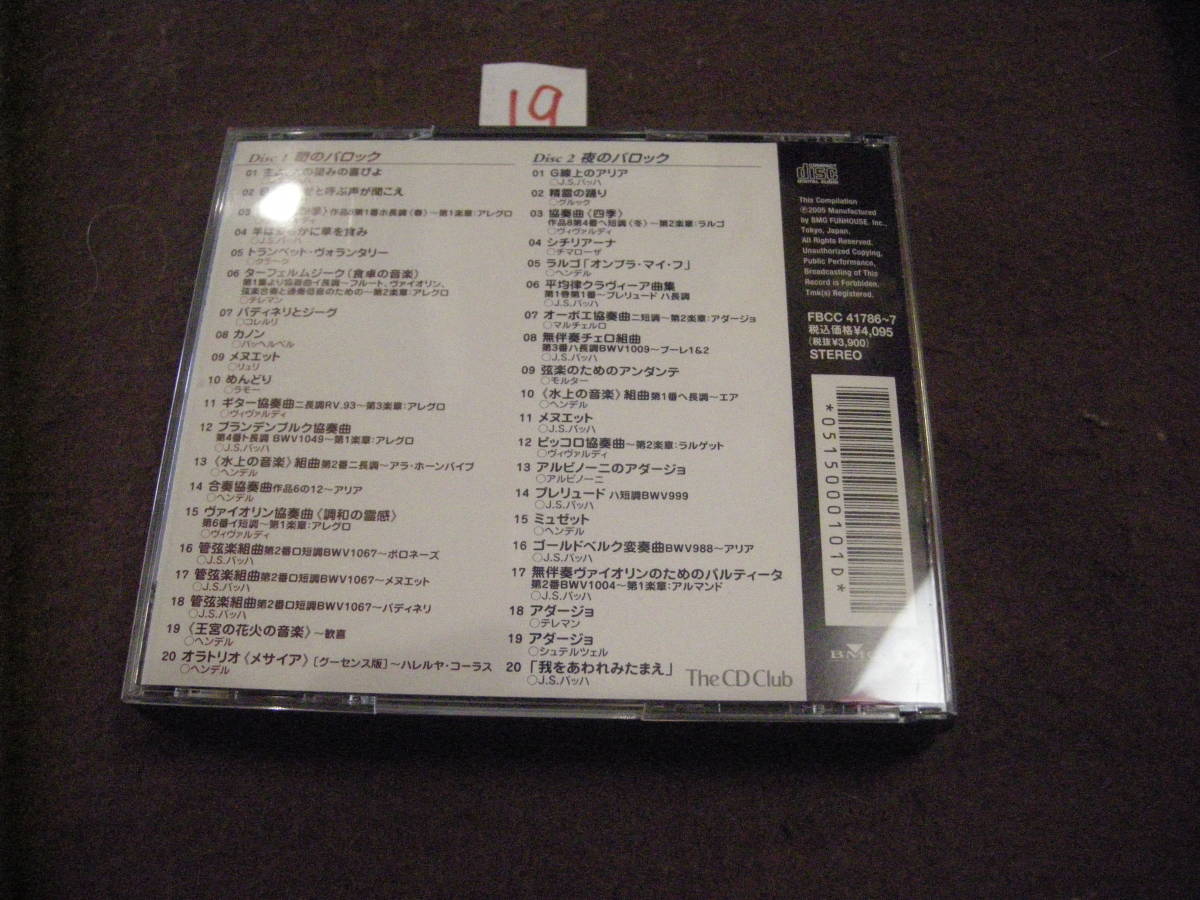 19
Disc 1 朝のバロック
01 主よ、人の望みの喜びよ
02 と呼ぶ声が聞こえ
03 季〉作品8第1番ホ長調〈春〉~第1楽章:アレグロ
04 羊は安らかに草を食み
○J.S.バッハ
05 トランペット・ヴォランタリー
○クラーク
06 ターフェルムジーク(食卓の音楽)
第1集より協奏曲イ長調~フルート、ヴァイオリン、
弦楽合奏と通奏低音のための~第2楽章:アレグロ
○テレマン
07 バディネリとジーグ
○コレルリ
08 カノン
○パッヘルベル
09 メヌエット
○リュリ
10 めんどり
○ラモー
11 ギター協奏曲ニ長調RV.93~第3楽章:アレグロ
○ヴィヴァルディ
12 ブランデンブルク協奏曲
第4番ト長調 BWV1049~第1楽章:アレグロ
○J.S.バッハ
13 〈水上の音楽〉組曲第2番ニ長調~アラ・ホーンパイプ
○ヘンデル
14 合奏協奏曲作品6の12~アリア
○ヘンデル
15 ヴァイオリン協奏曲〈調和の霊感〉
第6番イ短調~第1楽章:アレグロ
○ヴィヴァルディ
16 管弦楽組曲第2番ロ短調BWV1067~ポロネーズ
○J.S.バッハ
17 管弦楽組曲第2番ロ短調BWV1067~メヌエット
○J.S.バッハ
18 管弦楽組曲第2番ロ短調BWV1067~バディネリ
○J.S.バッハ
19 〈王宮の花火の音楽〉~歓喜
○ヘンデル
20 オラトリオ〈メサイア〉[グーセンス版]~ハレルヤ・コーラス
○ヘンデル
Disc 2 夜のバロック
01 G線上のアリア
○J.S.バッハ
02 精霊の踊り
○グルック
03 協奏曲〈四季〉
作品8第4番ヘ短調〈冬〉~第2楽章:ラルゴ
○ヴィヴァルディ
04 シチリアーナ
○チマローザ
05 ラルゴ「オンブラ・マイ・フ」
○ヘンデル
06 平均律クラヴィーア曲集
第1巻第1番~プレリュード ハ長調
○J.S.バッハ
07 オーボエ協奏曲ニ短調~第2楽章:アダージョ
○マルチェルロ
08 無伴奏チェロ組曲
第3番ハ長調BWV1009~ブーレ1&2
○J.S.バッハ
09 弦楽のためのアンダンテ
○モルター
10 〈水上の音楽〉組曲第1番ヘ長調~エア
○ヘンデル
11 メヌエット
○J.S.バッハ
12 ピッコロ協奏曲~第2楽章:ラルゲット
○ヴィヴァルディ
13 アルビノーニのアダージョ
○アルビノーニ
14 プレリュード ハ短調BWV999
○J.S.バッハ
15 ミュゼット
○ヘンデル
16 ゴールドベルク変奏曲BWV988~アリア
○J.S.バッハ
17 無伴奏ヴァイオリンのためのパルティータ
第2番BWV1004~第1楽章:アルマンド
○J.S.バッハ
18 アダージョ
○テレマン
19 アダージョ
○シュテルツェル
20 「我をあわれみたまえ」
○J.S.バッハ
The CD Club
COMPACT
disc
DIGITAL AUDIO
This Compilation
℗2005 Manufactured
by BMG FUNHOUSE. Inc.,
Tokyo, Japan.
All Rights Reserved.
Unauthorized Copying,
Public Performance,
Broadcasting of This
Record is Forbiden.
Tmk(s) Registered.
FBCC 41786~7
税込価格¥4,095
(税抜¥3,900)
STEREO
*051500010­1D*
BMG